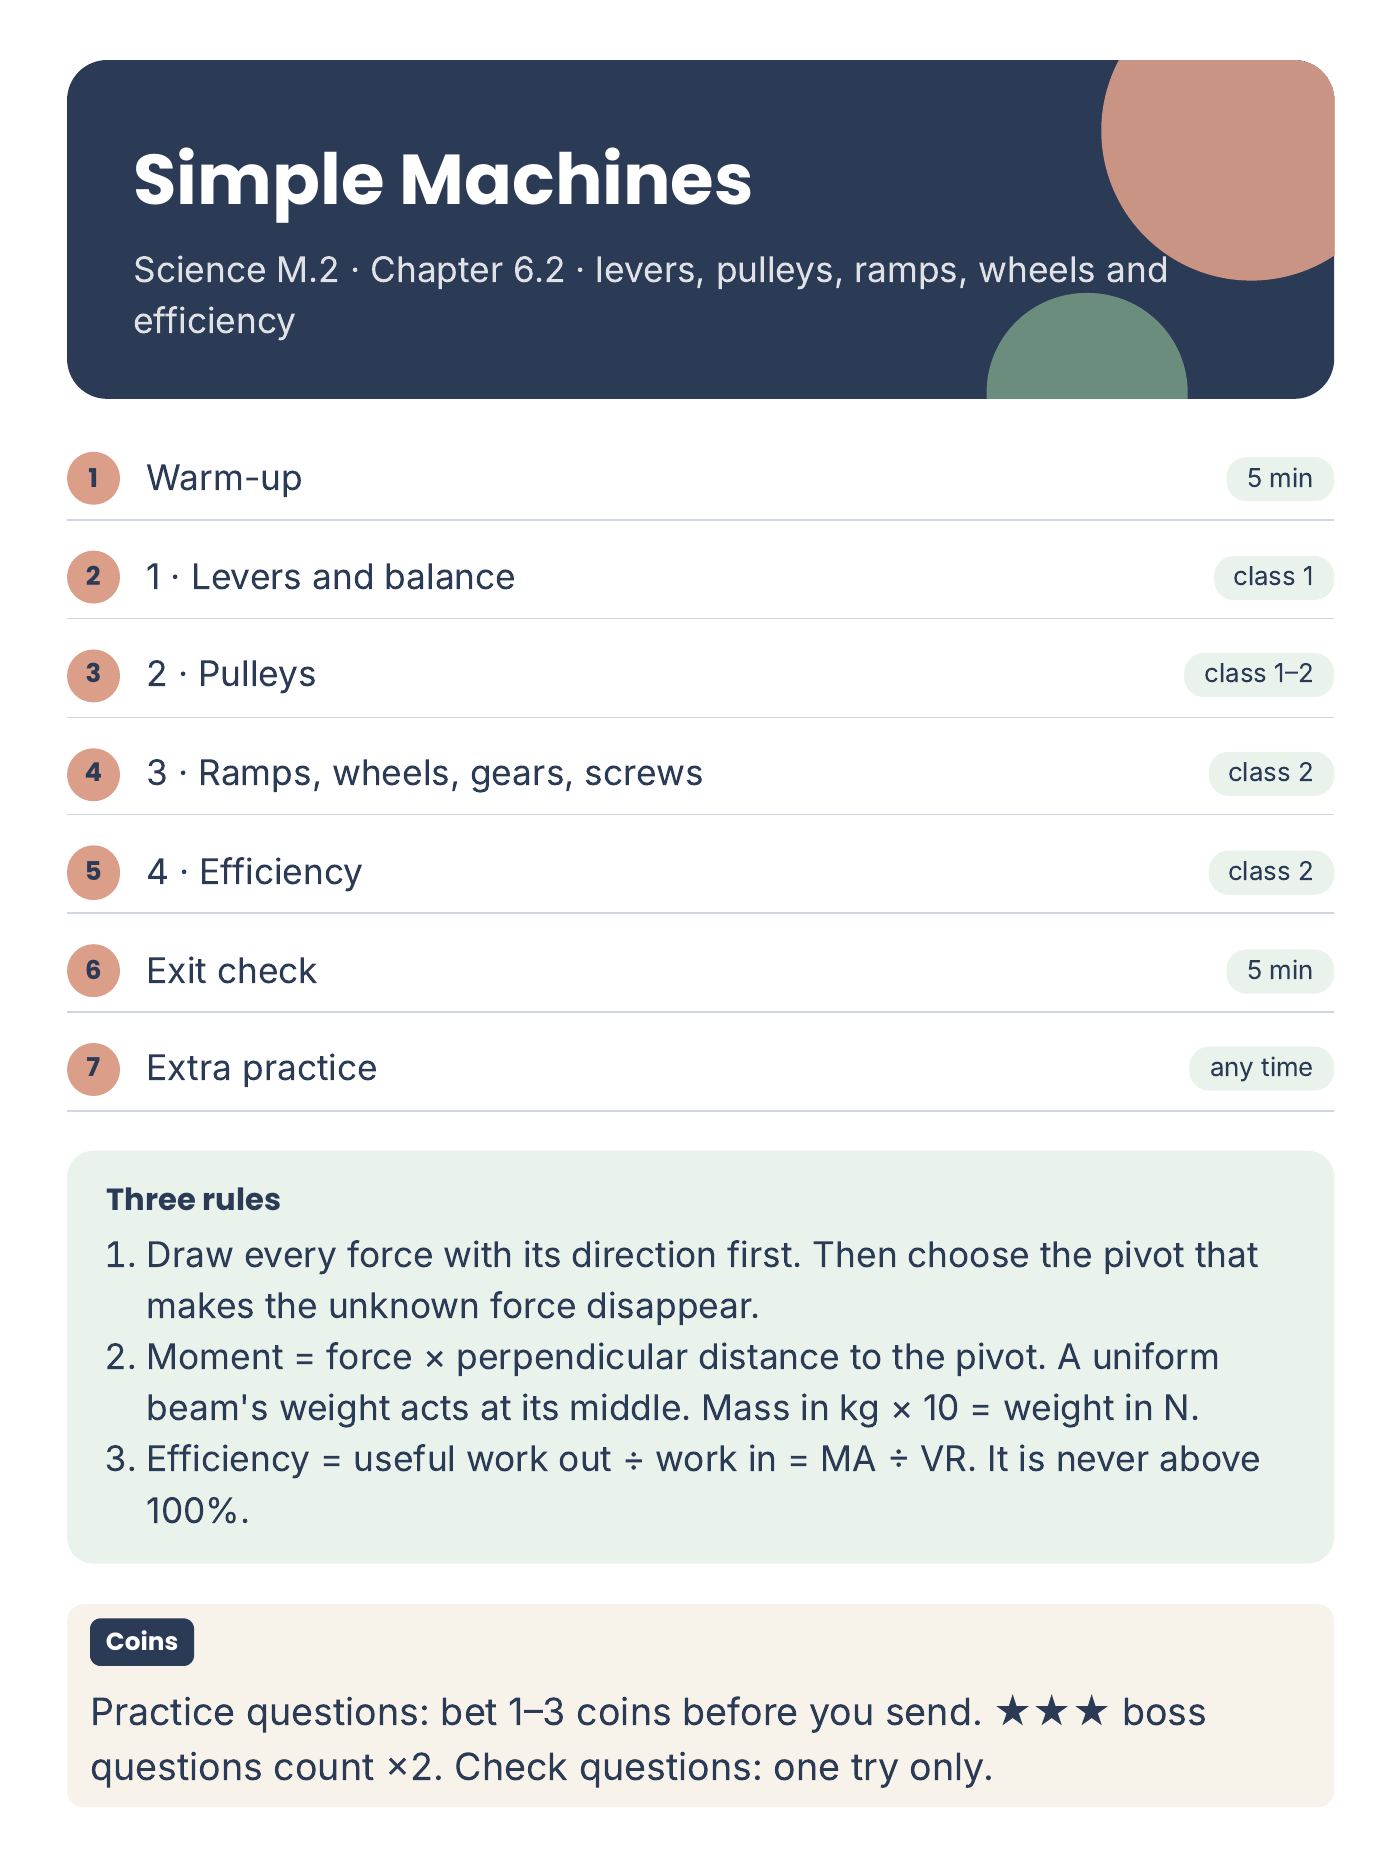 Simple Machines
Science M.2 · Chapter 6.2 · levers, pulleys, ramps, wheels and
efficiency
1 Warm-up 5 min
2 1 · Levers and balance class 1
3 2 · Pulleys class 1–2
4 3 · Ramps, wheels, gears, screws class 2
5 4 · Efficiency class 2
6 Exit check 5 min
7 Extra practice any time
Three rules
1. Draw every force with its direction first. Then choose the pivot that
makes the unknown force disappear.
2. Moment = force × perpendicular distance to the pivot. A uniform
beam's weight acts at its middle. Mass in kg × 10 = weight in N.
3. Efficiency = useful work out ÷ work in = MA ÷ VR. It is never above
100%.
Coins
Practice questions: bet 1–3 coins before you send. ★★★ boss
questions count ×2. Check questions: one try only.